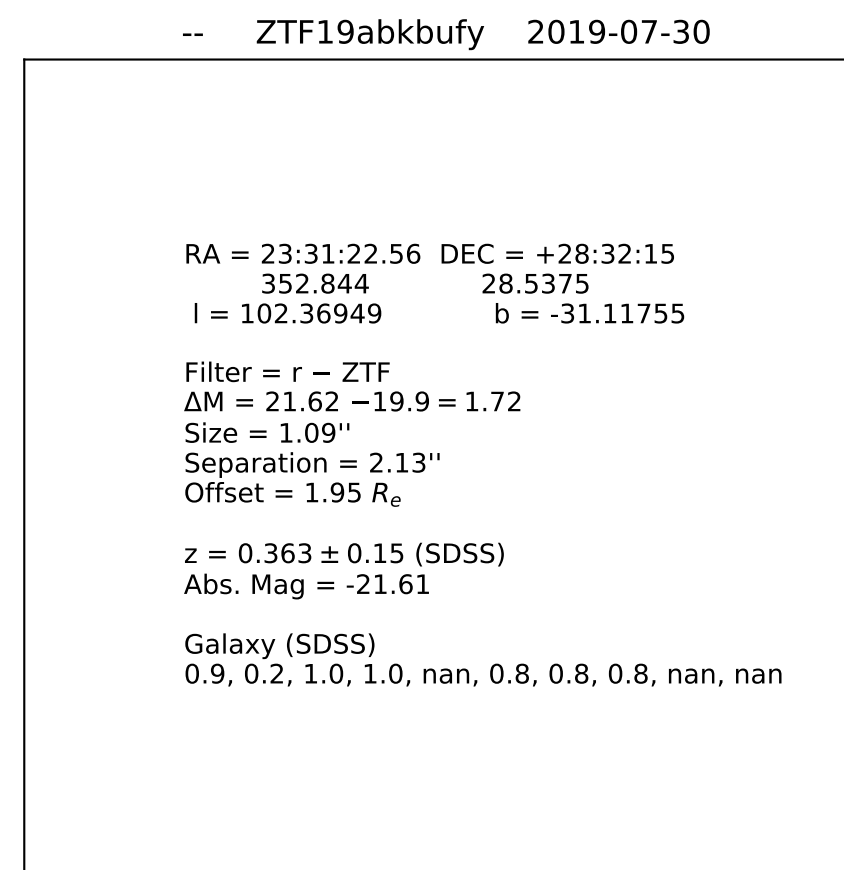 -- ZTF19abkbufy 2019-07-30
RA = 23:31:22.56 DEC = +28:32:15
352.844 28.5375
l = 102.36949 b = -31.11755
Filter = r − ZTF
ΔM = 21.62 −19.9 = 1.72
Size = 1.09''
Separation = 2.13''
Offset = 1.95 Re
z = 0.363 ± 0.15 (SDSS)
Abs. Mag = -21.61
Galaxy (SDSS)
0.9, 0.2, 1.0, 1.0, nan, 0.8, 0.8, 0.8, nan, nan